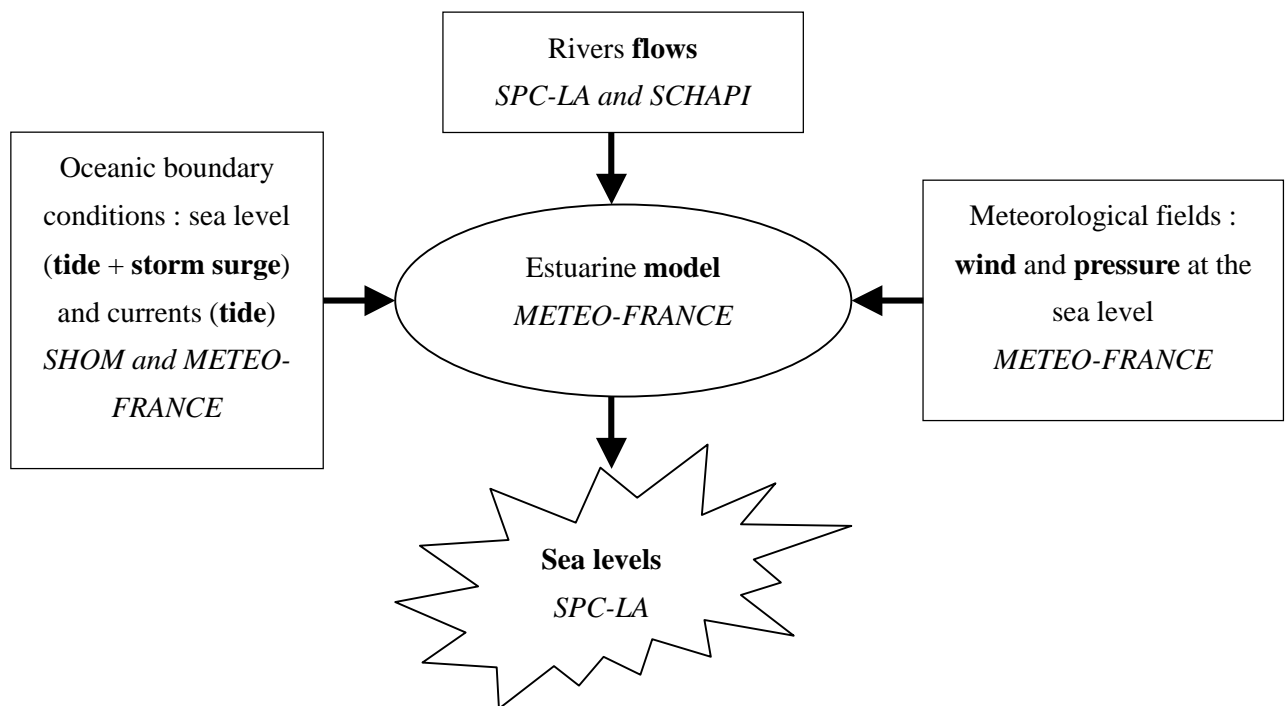 Rivers flows
SPC-LA and SCHAPI
Oceanic boundary
conditions : sea level
(tide + storm surge)
and currents (tide)
SHOM and METEO-
FRANCE
Estuarine model
METEO-FRANCE
Meteorological fields :
wind and pressure at the
sea level
METEO-FRANCE
Sea levels
SPC-LA